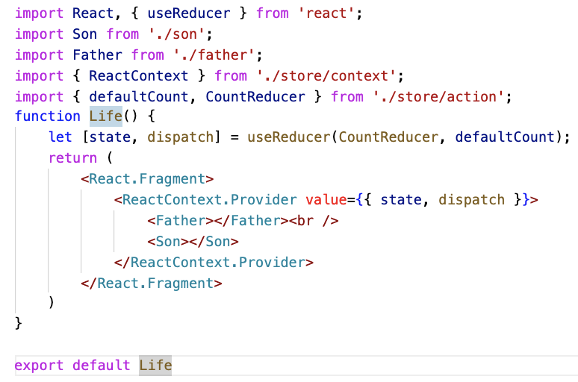 import React, { useReducer } from 'react';
import Son from './son';
import Father from './father';
import { ReactContext } from './store/context';
import { defaultCount, CountReducer } from './store/action';
function Life() {
    let [state, dispatch] = useReducer(CountReducer, defaultCount);
    return (
        <React.Fragment>
            <ReactContext.Provider value={{ state, dispatch }}>
                <Father></Father><br />
                <Son></Son>
            </ReactContext.Provider>
        </React.Fragment>
    )
}

export default Life